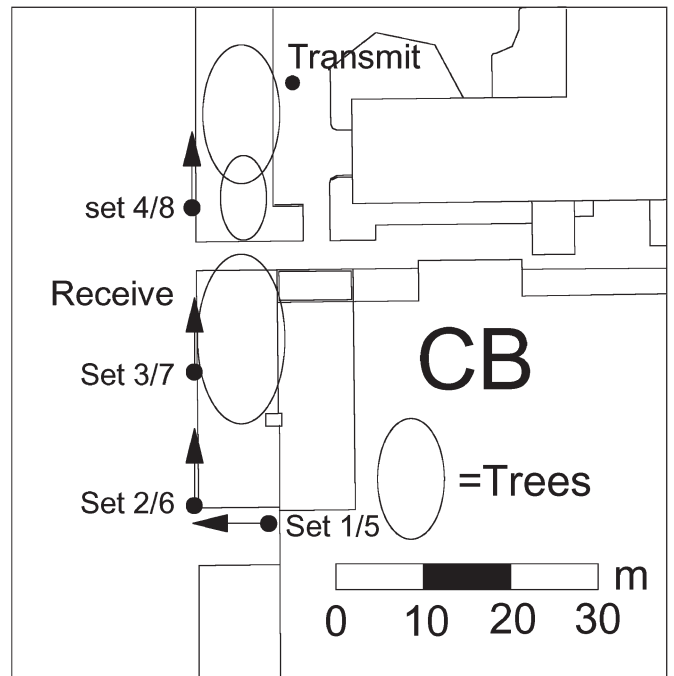 Transmit
set 4/8
Receive
Set 3/7
CB
=Trees
Set 2/6
Set 1/5
m
0 10 20 30